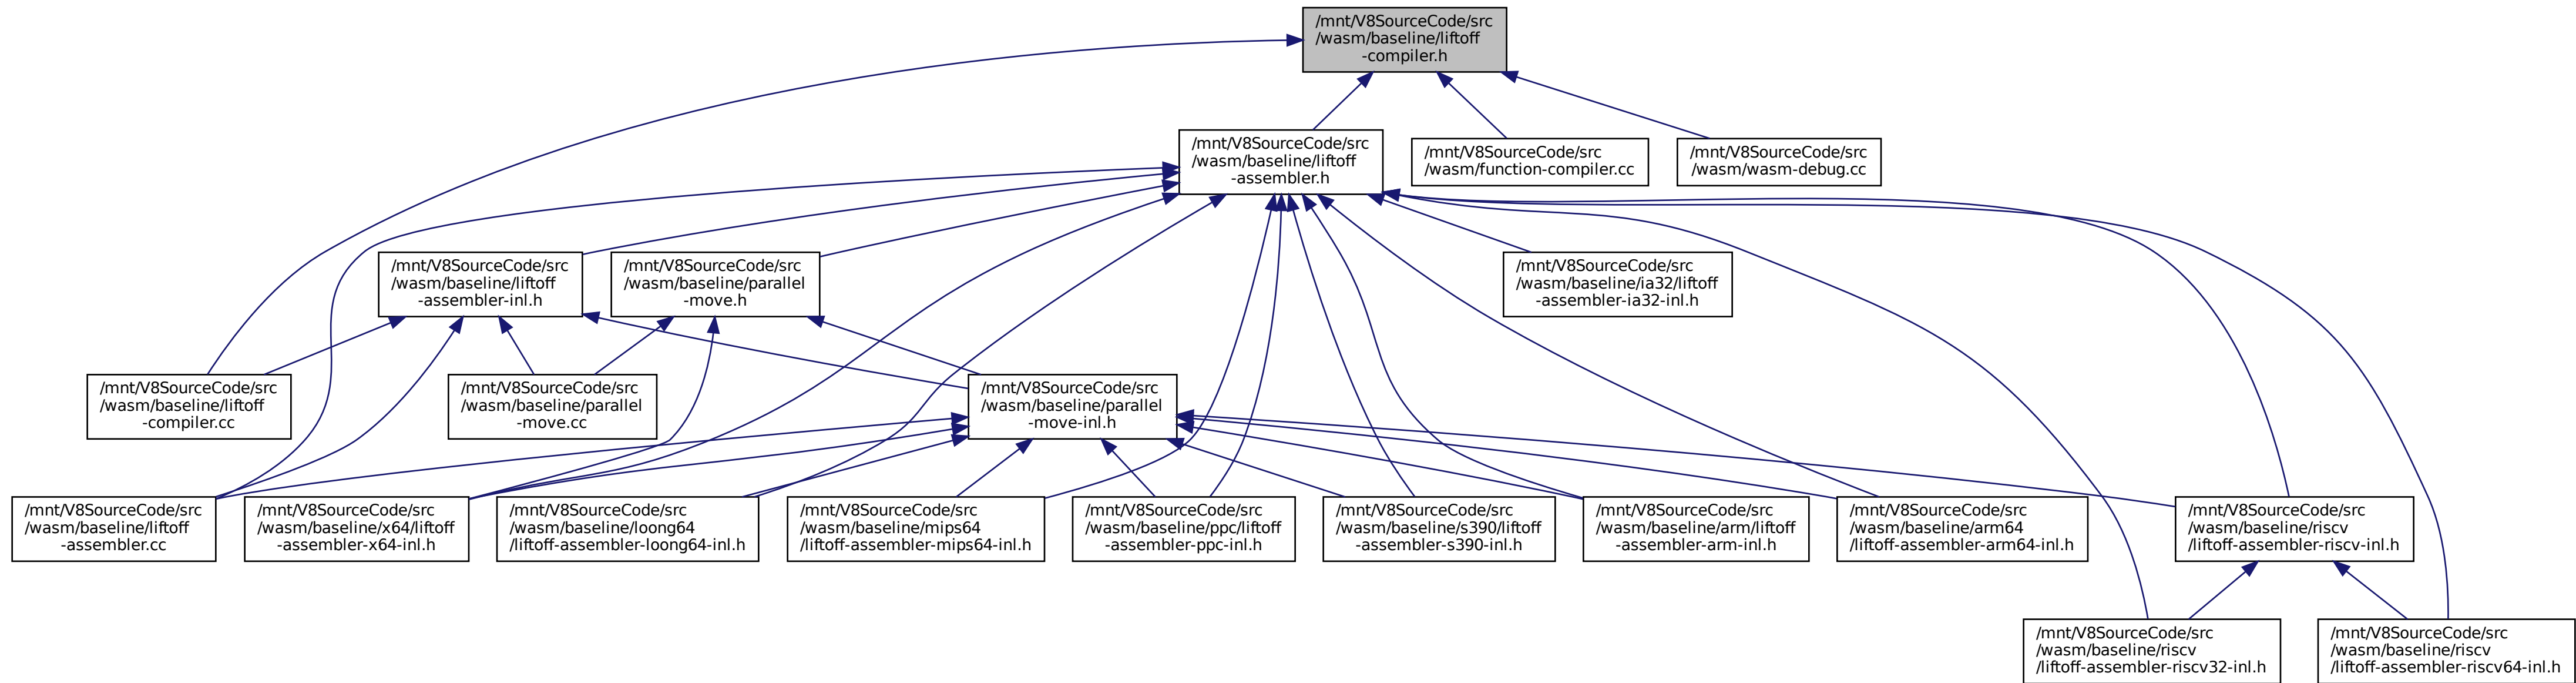 /mnt/V8SourceCode/src
/wasm/baseline/liftoff
-compiler.h
/mnt/V8SourceCode/src
/wasm/baseline/liftoff
-assembler.h
/mnt/V8SourceCode/src
/wasm/function-compiler.cc
/mnt/V8SourceCode/src
/wasm/wasm-debug.cc
/mnt/V8SourceCode/src
/wasm/baseline/liftoff
-assembler-inl.h
/mnt/V8SourceCode/src
/wasm/baseline/parallel
-move.h
/mnt/V8SourceCode/src
/wasm/baseline/ia32/liftoff
-assembler-ia32-inl.h
/mnt/V8SourceCode/src
/wasm/baseline/liftoff
-compiler.cc
/mnt/V8SourceCode/src
/wasm/baseline/parallel
-move.cc
/mnt/V8SourceCode/src
/wasm/baseline/parallel
-move-inl.h
/mnt/V8SourceCode/src
/wasm/baseline/liftoff
-assembler.cc
/mnt/V8SourceCode/src
/wasm/baseline/x64/liftoff
-assembler-x64-inl.h
/mnt/V8SourceCode/src
/wasm/baseline/loong64
/liftoff-assembler-loong64-inl.h
/mnt/V8SourceCode/src
/wasm/baseline/mips64
/liftoff-assembler-mips64-inl.h
/mnt/V8SourceCode/src
/wasm/baseline/ppc/liftoff
-assembler-ppc-inl.h
/mnt/V8SourceCode/src
/wasm/baseline/s390/liftoff
-assembler-s390-inl.h
/mnt/V8SourceCode/src
/wasm/baseline/arm/liftoff
-assembler-arm-inl.h
/mnt/V8SourceCode/src
/wasm/baseline/arm64
/liftoff-assembler-arm64-inl.h
/mnt/V8SourceCode/src
/wasm/baseline/riscv
/liftoff-assembler-riscv-inl.h
/mnt/V8SourceCode/src
/wasm/baseline/riscv
/liftoff-assembler-riscv32-inl.h
/mnt/V8SourceCode/src
/wasm/baseline/riscv
/liftoff-assembler-riscv64-inl.h